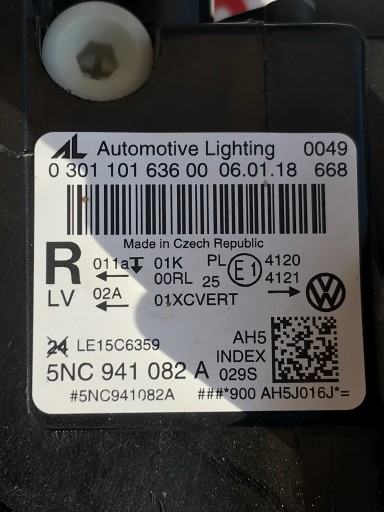 AL Automotive Lighting 0049
0 301 101 636 00 06.01.18 668
Made in Czech Republic
R 011aT 01K PL E1 4120
00RL 25 4121
LV 02A 01XCVERT
24 LE15C6359 AH5
INDEX
5NC 941 082 A 029S
#5NC941082A ###*900 AH5J016J*=